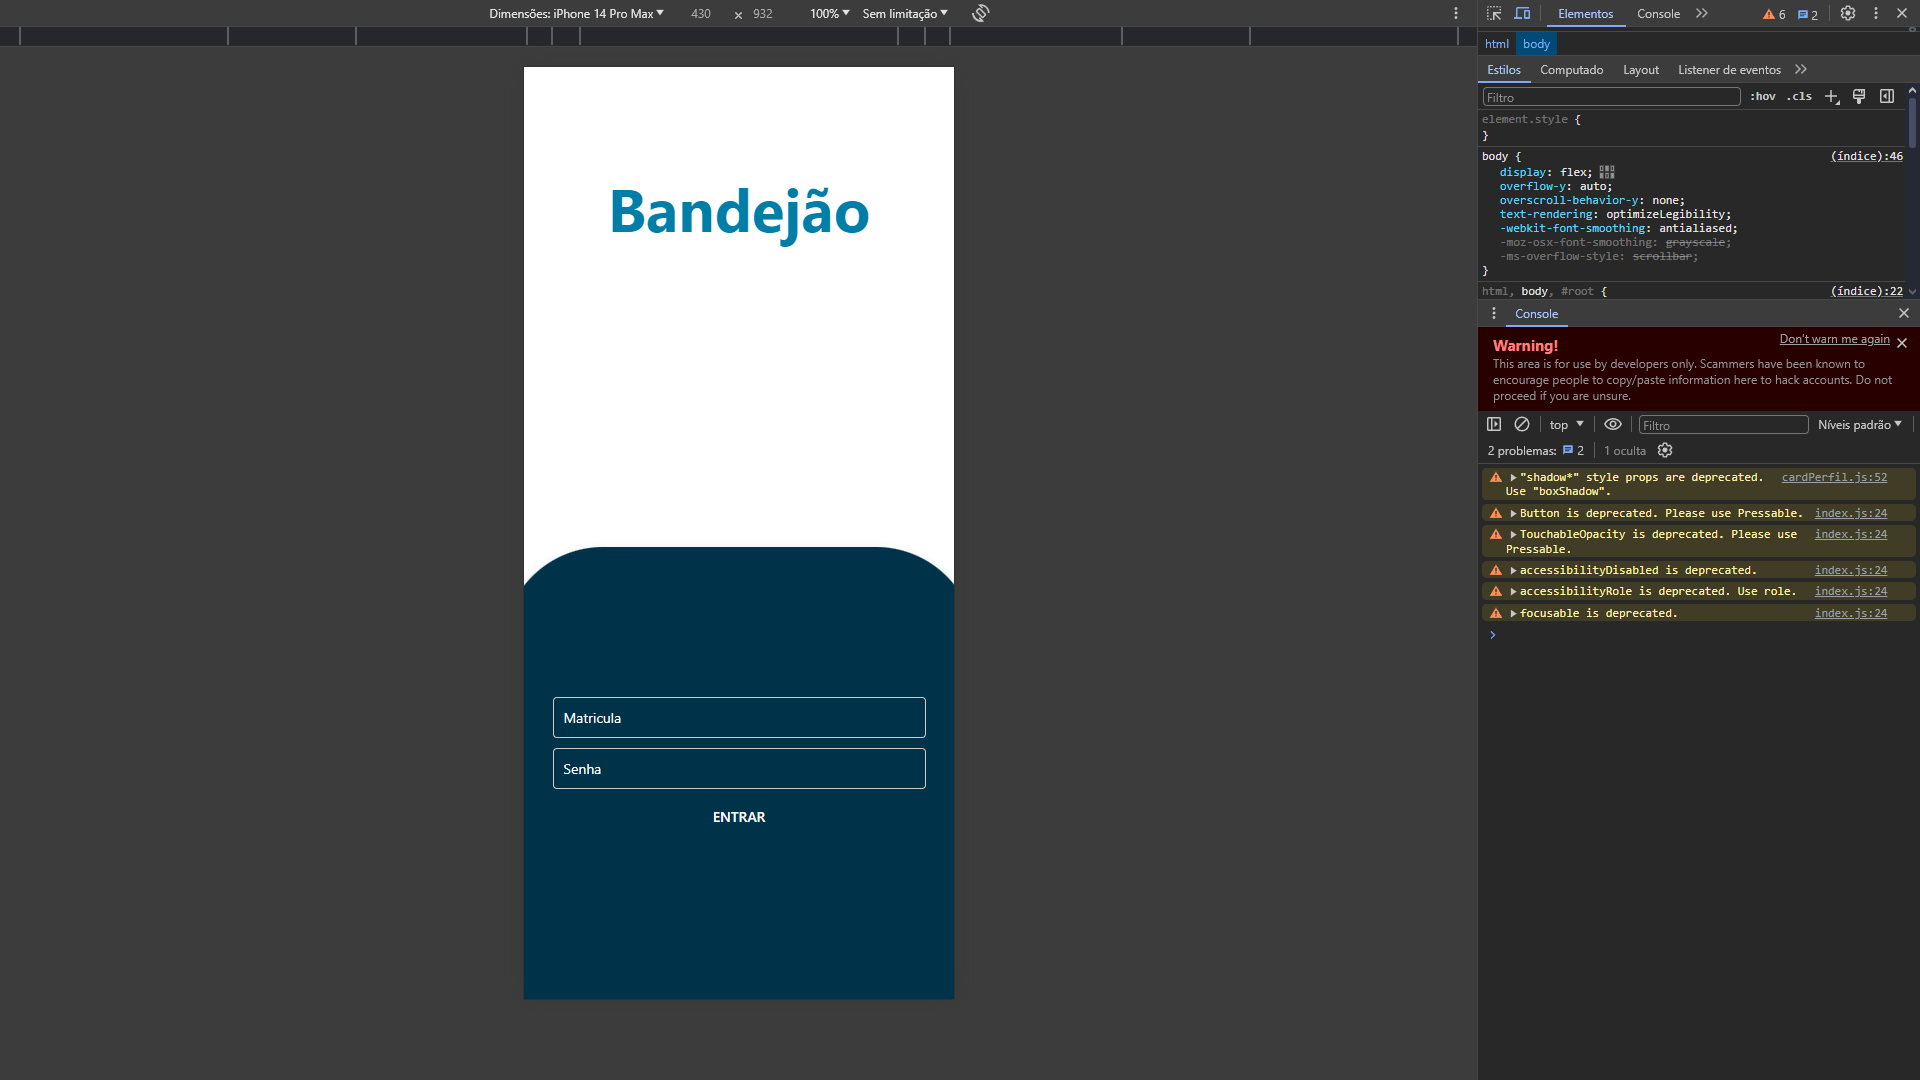 Dimensões: iPhone 14 Pro Max 430 × 932 100% Sem limitação
Elementos Console 6 2
html body
Estilos Computado Layout Listener de eventos
Filtro :hov .cls
element.style {
}
body { (índice):46
display: flex;
overflow-y: auto;
overscroll-behavior-y: none;
text-rendering: optimizeLegibility;
-webkit-font-smoothing: antialiased;
-moz-osx-font-smoothing: grayscale;
-ms-overflow-style: scrollbar;
}
html, body, #root { (índice):22
Console
Warning! Don't warn me again
This area is for use by developers only. Scammers have been known to
encourage people to copy/paste information here to hack accounts. Do not
proceed if you are unsure.
top Filtro Níveis padrão
2 problemas: 2 1 oculta
"shadow*" style props are deprecated. cardPerfil.js:52
Use "boxShadow".
Button is deprecated. Please use Pressable. index.js:24
TouchableOpacity is deprecated. Please use index.js:24
Pressable.
accessibilityDisabled is deprecated. index.js:24
accessibilityRole is deprecated. Use role. index.js:24
focusable is deprecated. index.js:24
Bandejão
Matricula
Senha
ENTRAR